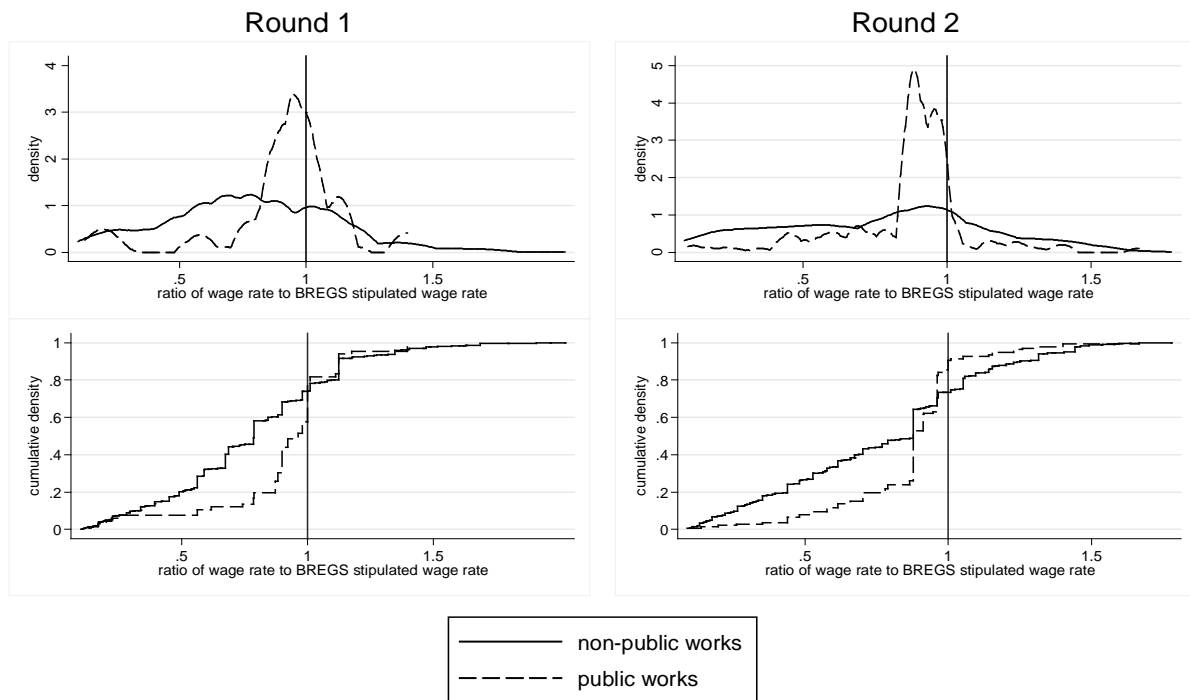 Round 1
Round 2
density
4
3
2
1
0
.5
1
1.5
ratio of wage rate to BREGS stipulated wage rate
density
5
4
3
2
1
0
.5
1
1.5
ratio of wage rate to BREGS stipulated wage rate
cumulative density
1
.8
.6
.4
.2
0
.5
1
1.5
ratio of wage rate to BREGS stipulated wage rate
cumulative density
1
.8
.6
.4
.2
0
.5
1
1.5
ratio of wage rate to BREGS stipulated wage rate
non-public works
public works